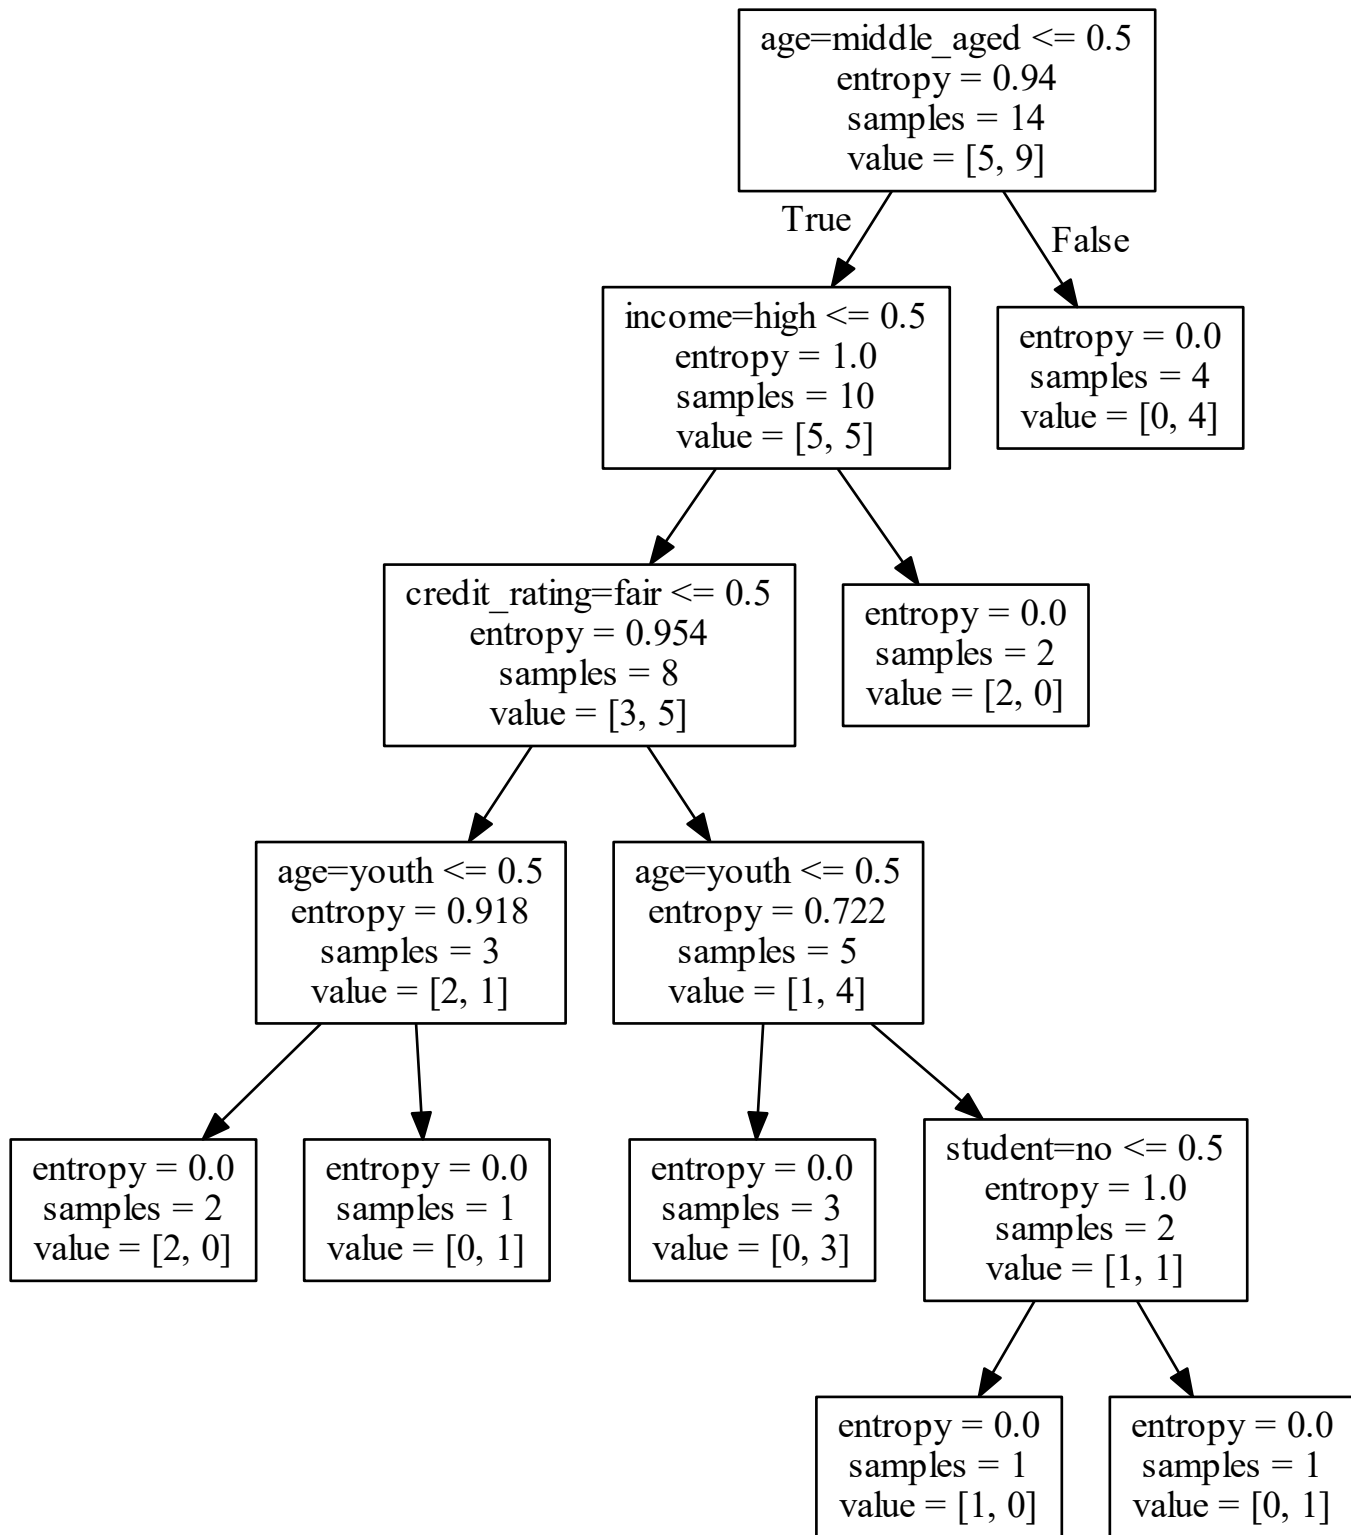 age=middle_aged <= 0.5
entropy = 0.94
samples = 14
value = [5, 9]
True
False
income=high <= 0.5
entropy = 1.0
samples = 10
value = [5, 5]
entropy = 0.0
samples = 4
value = [0, 4]
credit_rating=fair <= 0.5
entropy = 0.954
samples = 8
value = [3, 5]
entropy = 0.0
samples = 2
value = [2, 0]
age=youth <= 0.5
entropy = 0.918
samples = 3
value = [2, 1]
age=youth <= 0.5
entropy = 0.722
samples = 5
value = [1, 4]
entropy = 0.0
samples = 2
value = [2, 0]
entropy = 0.0
samples = 1
value = [0, 1]
entropy = 0.0
samples = 3
value = [0, 3]
student=no <= 0.5
entropy = 1.0
samples = 2
value = [1, 1]
entropy = 0.0
samples = 1
value = [1, 0]
entropy = 0.0
samples = 1
value = [0, 1]